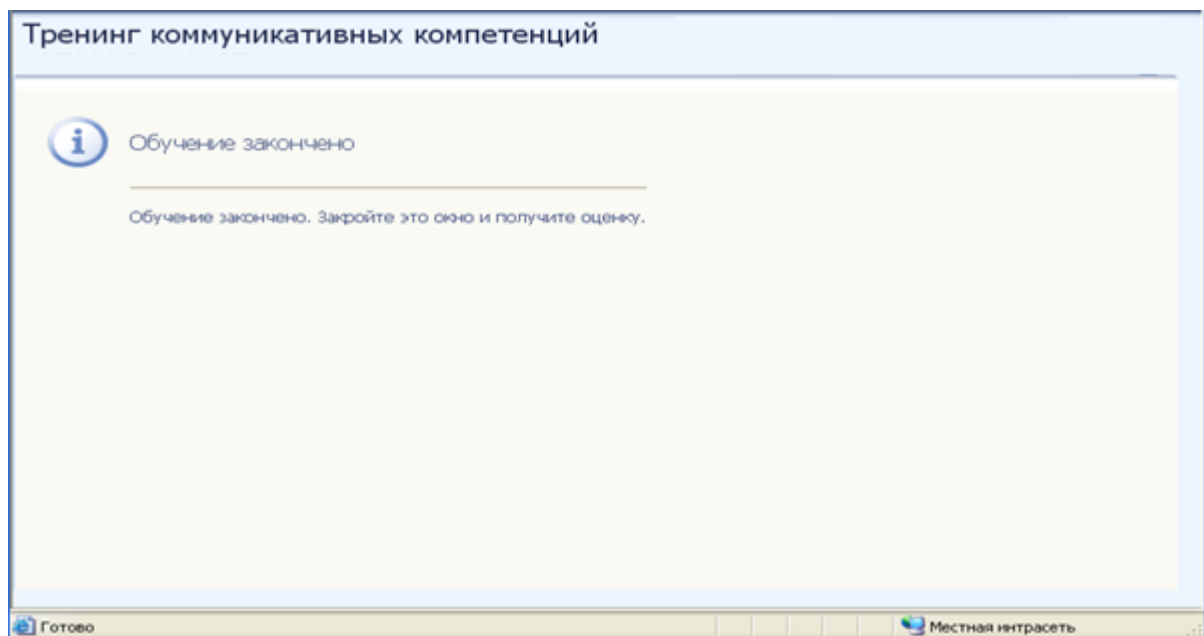 Тренинг коммуникативных компетенций
Обучение закончено
Обучение закончено. Закройте это окно и получите оценку.
Готово
Местная интрасеть